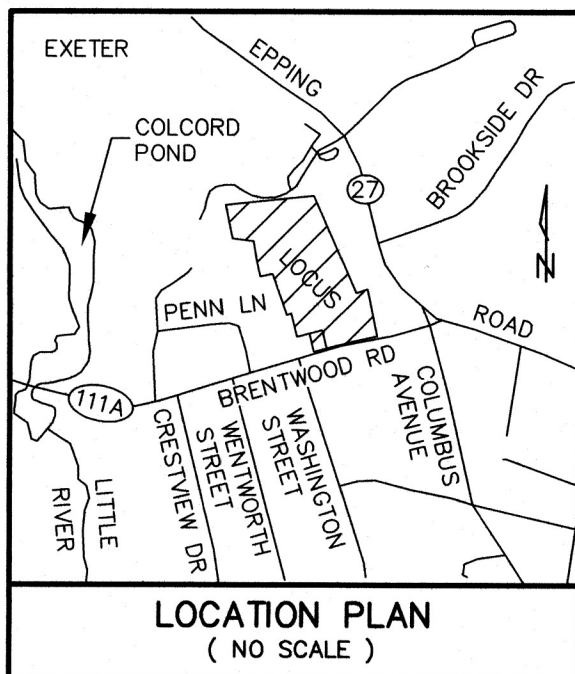 EXETER
EPPING
COLCORD
POND
BROOKSIDE DR
27
N
LOCUS
PENN LN
ROAD
BRENTWOOD RD
111A
COLUMBUS
AVENUE
CRESTVIEW DR
WENTWORTH
STREET
WASHINGTON
STREET
LITTLE
RIVER
LOCATION PLAN
( NO SCALE )